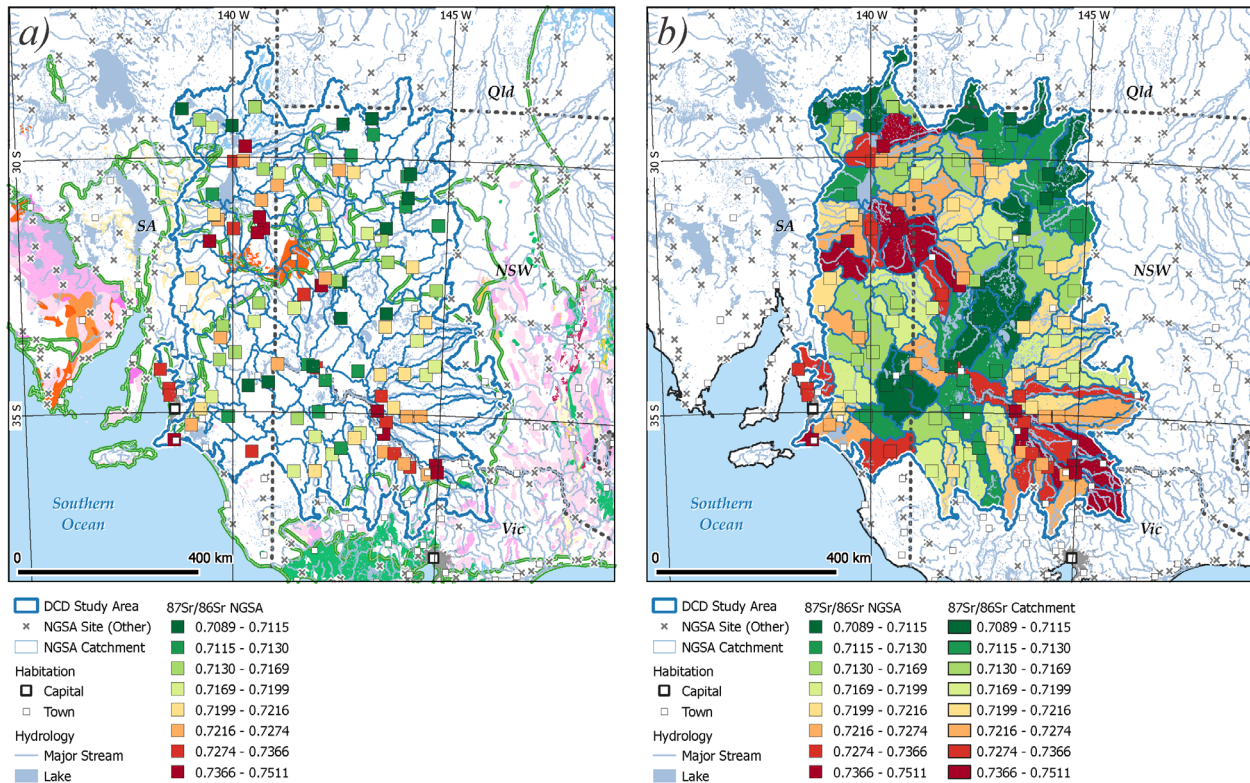 a)
140 W
145 W
Qld
30 S
SA
NSW
35 S
Southern
Ocean
Vic
0
400 km
DCD Study Area
NGSA Site (Other)
NGSA Catchment
Habitation
Capital
Town
Hydrology
Major Stream
Lake
87Sr/86Sr NGSA
0.7089 - 0.7115
0.7115 - 0.7130
0.7130 - 0.7169
0.7169 - 0.7199
0.7199 - 0.7216
0.7216 - 0.7274
0.7274 - 0.7366
0.7366 - 0.7511
b)
140 W
145 W
Qld
30 S
SA
NSW
35 S
Southern
Ocean
Vic
0
400 km
DCD Study Area
NGSA Site (Other)
NGSA Catchment
Habitation
Capital
Town
Hydrology
Major Stream
Lake
87Sr/86Sr NGSA
0.7089 - 0.7115
0.7115 - 0.7130
0.7130 - 0.7169
0.7169 - 0.7199
0.7199 - 0.7216
0.7216 - 0.7274
0.7274 - 0.7366
0.7366 - 0.7511
87Sr/86Sr Catchment
0.7089 - 0.7115
0.7115 - 0.7130
0.7130 - 0.7169
0.7169 - 0.7199
0.7199 - 0.7216
0.7216 - 0.7274
0.7274 - 0.7366
0.7366 - 0.7511